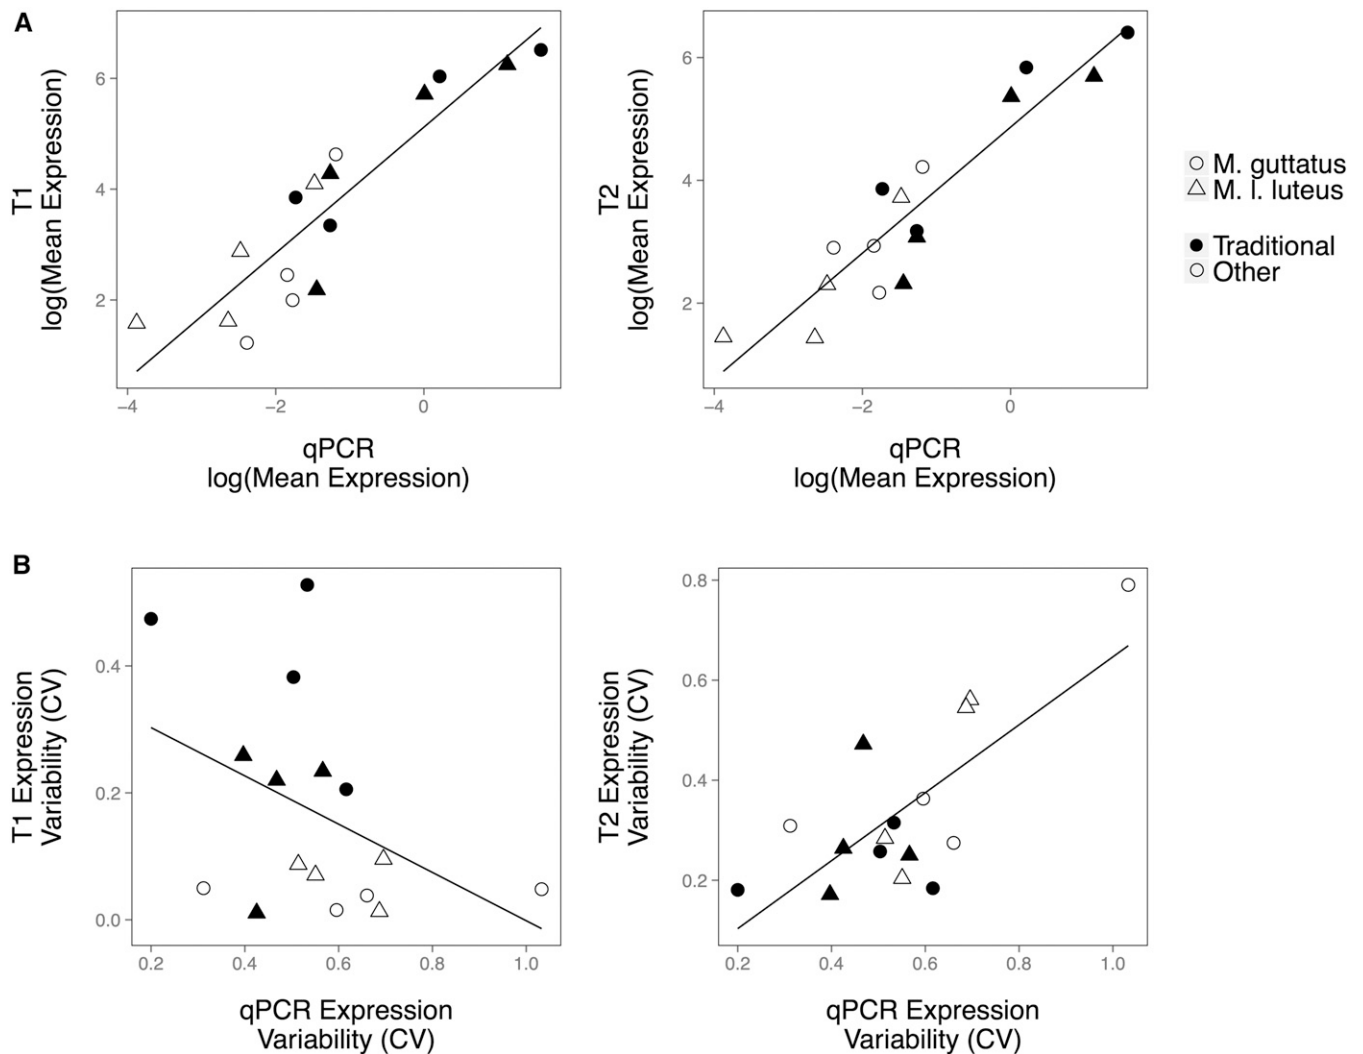 A
T1
log(Mean Expression)
6
4
2
−4
−2
0
qPCR
log(Mean Expression)
T2
log(Mean Expression)
6
4
2
−4
−2
0
qPCR
log(Mean Expression)
M. guttatus
M. l. luteus
Traditional
Other
B
T1 Expression
Variability (CV)
0.4
0.2
0.0
0.2
0.4
0.6
0.8
1.0
qPCR Expression
Variability (CV)
T2 Expression
Variability (CV)
0.8
0.6
0.4
0.2
0.2
0.4
0.6
0.8
1.0
qPCR Expression
Variability (CV)